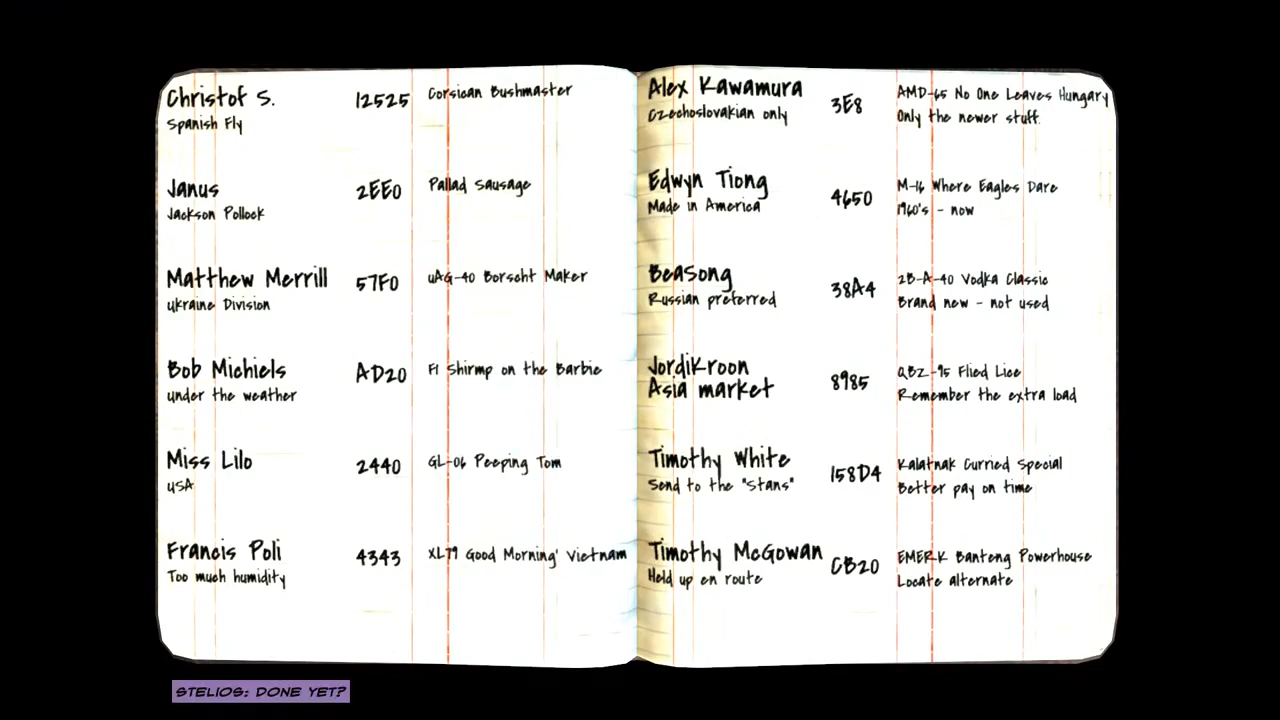 Christof S. 12525 Corsican Bushmaster
Spanish Fly
Janus 2EE0 Pallad Sausage
Jackson Pollock
Matthew Merrill 57F0 UAG-40 Borscht Maker
Ukraine Division
Bob Michiels AD20 F1 Shirmp on the Barbie
Under the weather
Miss Lilo 2440 GL-06 Peeping Tom
USA
Francis Poli 4343 XL79 Good Morning' Vietnam
Too much humidity
Alex Kawamura 3E8 AMD-65 No One Leaves Hungary
Czechoslovakian only Only the newer stuff.
Edwyn Tiong 4650 M-16 Where Eagles Dare
Made in America 1960's - now
BeaSong 38A4 2B-A-40 Vodka Classic
Russian preferred Brand new - not used
JordiKroon 8985 QBZ-95 Flied Lice
Asia market Remember the extra load
Timothy White 158D4 Kalatnak Curried Special
Send to the "Stans" Better pay on time
Timothy McGowan CB20 EMERK Banteng Powerhouse
Held up en route Locate alternate
STELIOS: DONE YET?